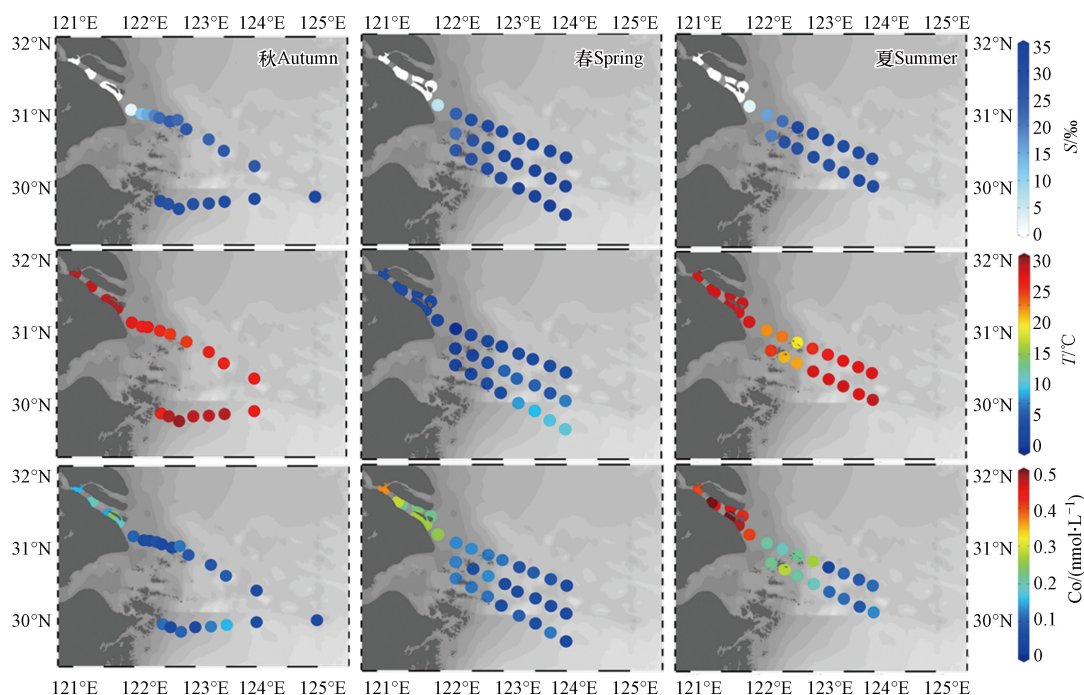 121°E 122°E 123°E 124°E 125°E 121°E 122°E 123°E 124°E 125°E 121°E 122°E 123°E 124°E 125°E
32°N 秋Autumn 春Spring 夏Summer 32°N
31°N 31°N
30°N 30°N
35
30
25
20
15
10
5
0
S/‰
32°N 32°N
31°N 31°N
30°N 30°N
30
25
20
15
10
5
0
T/℃
32°N 32°N
31°N 31°N
30°N 30°N
0.5
0.4
0.3
0.2
0.1
0
Co/(nmol·L⁻¹)
121°E 122°E 123°E 124°E 125°E 121°E 122°E 123°E 124°E 125°E 121°E 122°E 123°E 124°E 125°E